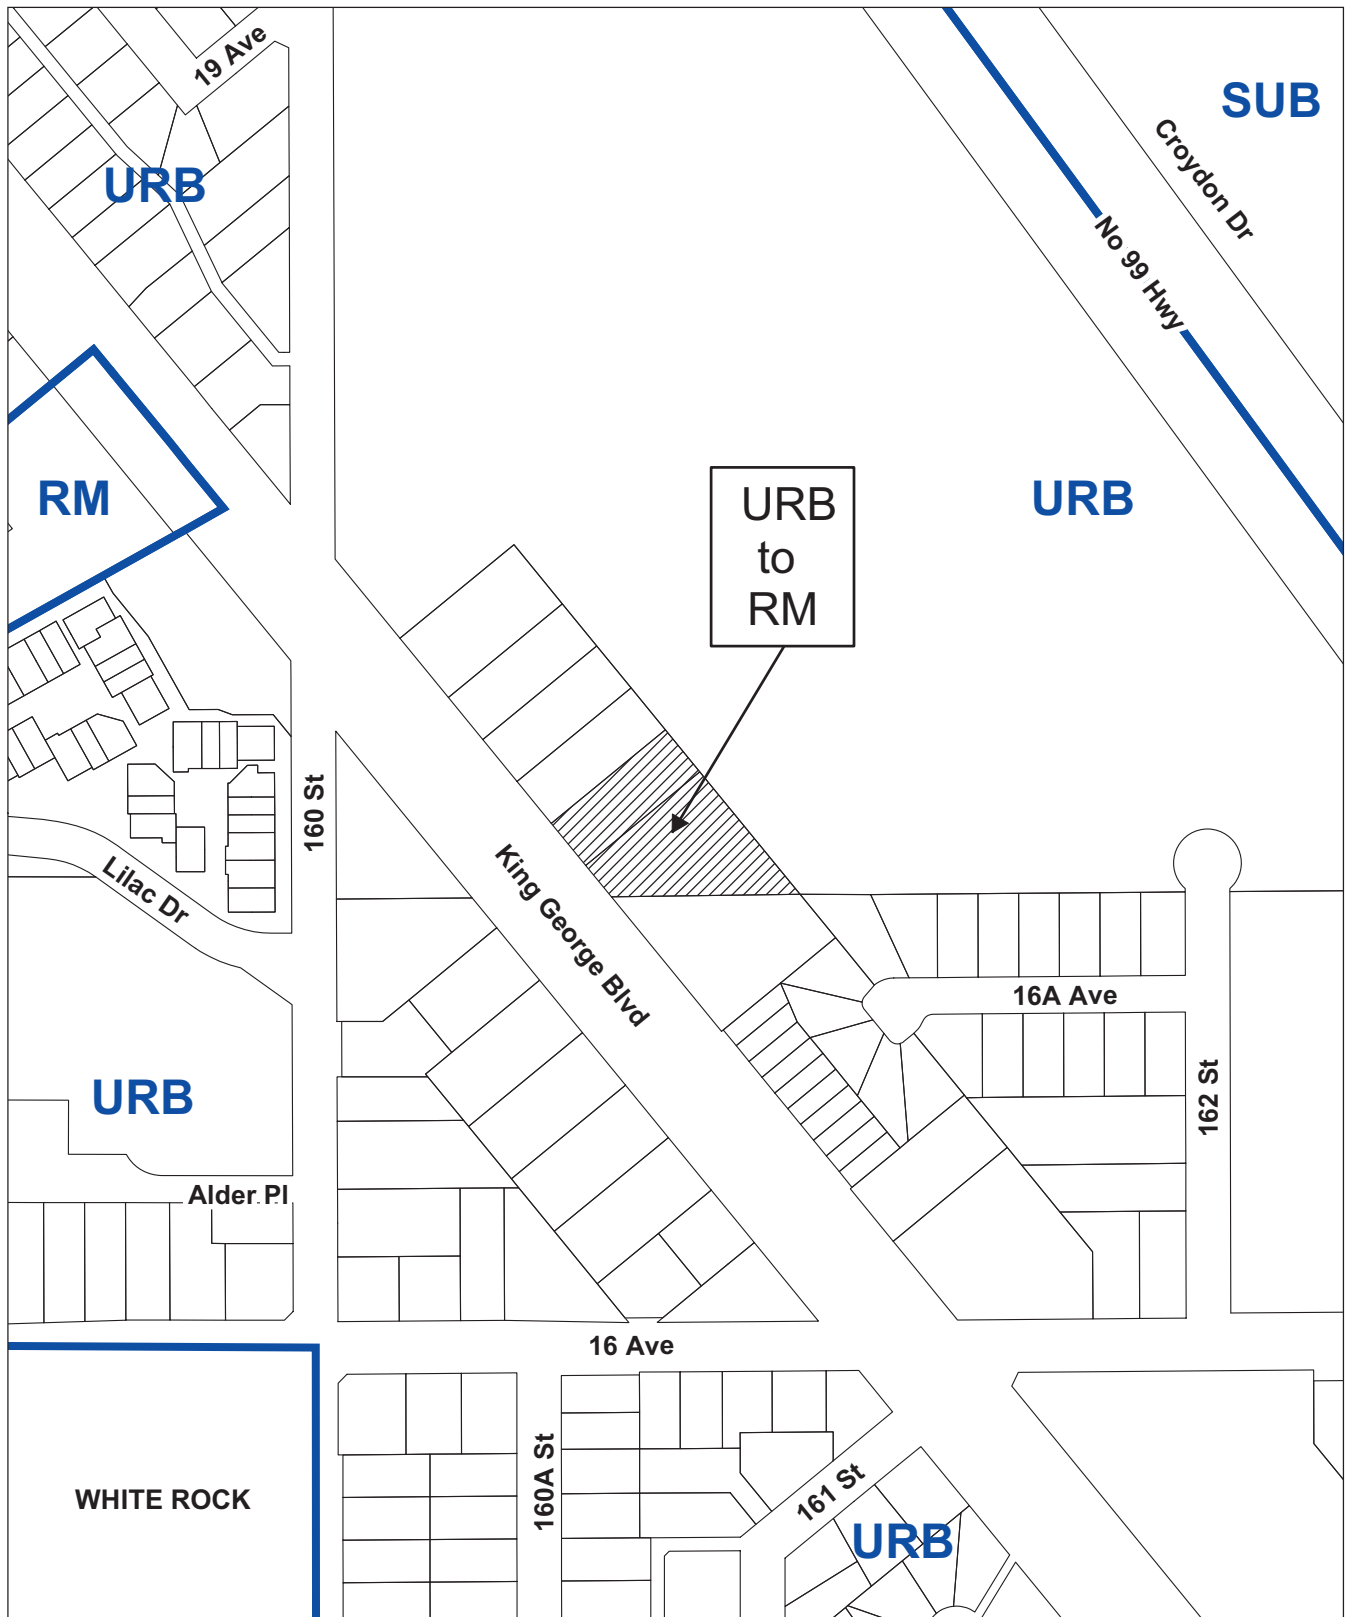 19 Ave
SUB
Croydon Dr
URB
No 99 Hwy
RM
URB
to
RM
URB
160 St
King George Blvd
Lilac Dr
16A Ave
URB
162 St
Alder Pl
16 Ave
WHITE ROCK
160A St
161 St
URB